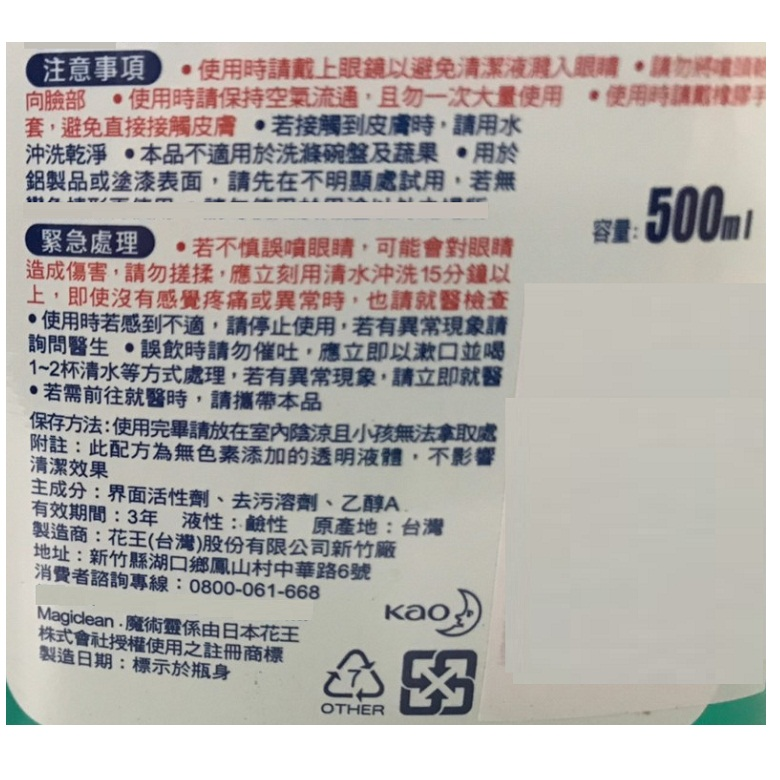 注意事項 •使用時請戴上眼鏡以避免清潔液濺入眼睛 •請勿將噴頭朝
向臉部 •使用時請保持空氣流通，且勿一次大量使用 •使用時請戴橡膠手
套，避免直接接觸皮膚 •若接觸到皮膚時，請用水
沖洗乾淨 •本品不適用於洗滌碗盤及蔬果 •用於
鋁製品或塗漆表面，請先在不明顯處試用，若無
容量：500ml
緊急處理 •若不慎誤噴眼睛，可能會對眼睛
造成傷害，請勿搓揉，應立刻用清水沖洗15分鐘以
上，即使沒有感覺疼痛或異常時，也請就醫檢查
•使用時若感到不適，請停止使用，若有異常現象請
詢問醫生 •誤飲時請勿催吐，應立即以漱口並喝
1~2杯清水等方式處理，若有異常現象，請立即就醫
•若需前往就醫時，請攜帶本品
保存方法：使用完畢請放在室內陰涼且小孩無法拿取處
附註：此配方為無色素添加的透明液體，不影響
清潔效果
主成分：界面活性劑、去污溶劑、乙醇A.
有效期間：3年 液性：鹼性 原產地：台灣
製造商：花王(台灣)股份有限公司新竹廠
地址：新竹縣湖口鄉鳳山村中華路6號
消費者諮詢專線：0800-061-668
Kao
Magiclean．魔術靈係由日本花王
株式會社授權使用之註冊商標
製造日期：標示於瓶身
7
OTHER